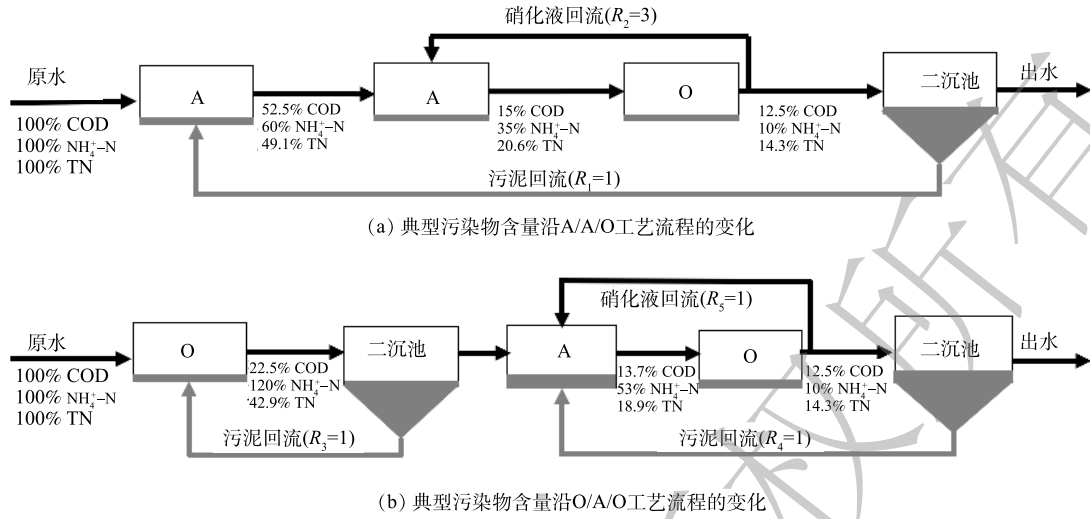 硝化液回流(R₂=3)
原水
A
A
O
二沉池
出水
100% COD
100% NH₄⁺–N
100% TN
52.5% COD
60% NH₄⁺–N
49.1% TN
15% COD
35% NH₄⁺–N
20.6% TN
12.5% COD
10% NH₄⁺–N
14.3% TN
污泥回流(R₁=1)
(a) 典型污染物含量沿A/A/O工艺流程的变化
硝化液回流(R₅=1)
原水
O
二沉池
A
O
二沉池
出水
100% COD
100% NH₄⁺–N
100% TN
22.5% COD
120% NH₄⁺–N
42.9% TN
13.7% COD
53% NH₄⁺–N
18.9% TN
12.5% COD
10% NH₄⁺–N
14.3% TN
污泥回流(R₃=1)
污泥回流(R₄=1)
(b) 典型污染物含量沿O/A/O工艺流程的变化
权所有